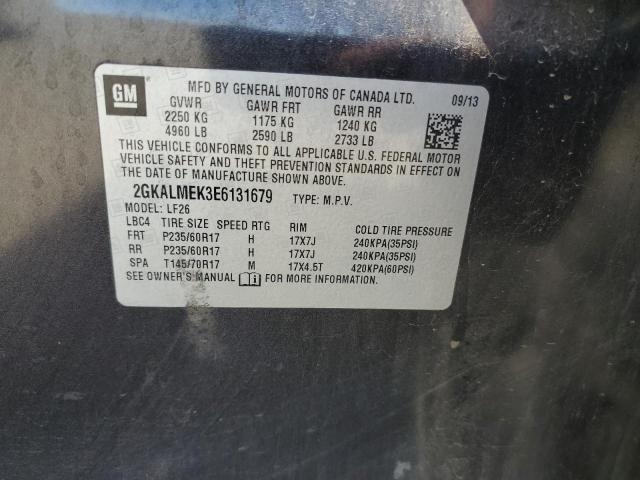 GM
MFD BY GENERAL MOTORS OF CANADA LTD. 09/13
GVWR GAWR FRT GAWR RR
2250 KG 1175 KG 1240 KG
4960 LB 2590 LB 2733 LB
THIS VEHICLE CONFORMS TO ALL APPLICABLE U.S. FEDERAL MOTOR
VEHICLE SAFETY AND THEFT PREVENTION STANDARDS IN EFFECT ON
THE DATE OF MANUFACTURE SHOWN ABOVE.
2GKALMEK3E6131679 TYPE: M.P.V.
MODEL: LF26
LBC4 TIRE SIZE SPEED RTG RIM COLD TIRE PRESSURE
FRT P235/60R17 H 17X7J 240KPA(35PSI)
RR P235/60R17 H 17X7J 240KPA(35PSI)
SPA T145/70R17 M 17X4.5T 420KPA(60PSI)
SEE OWNER'S MANUAL FOR MORE INFORMATION.